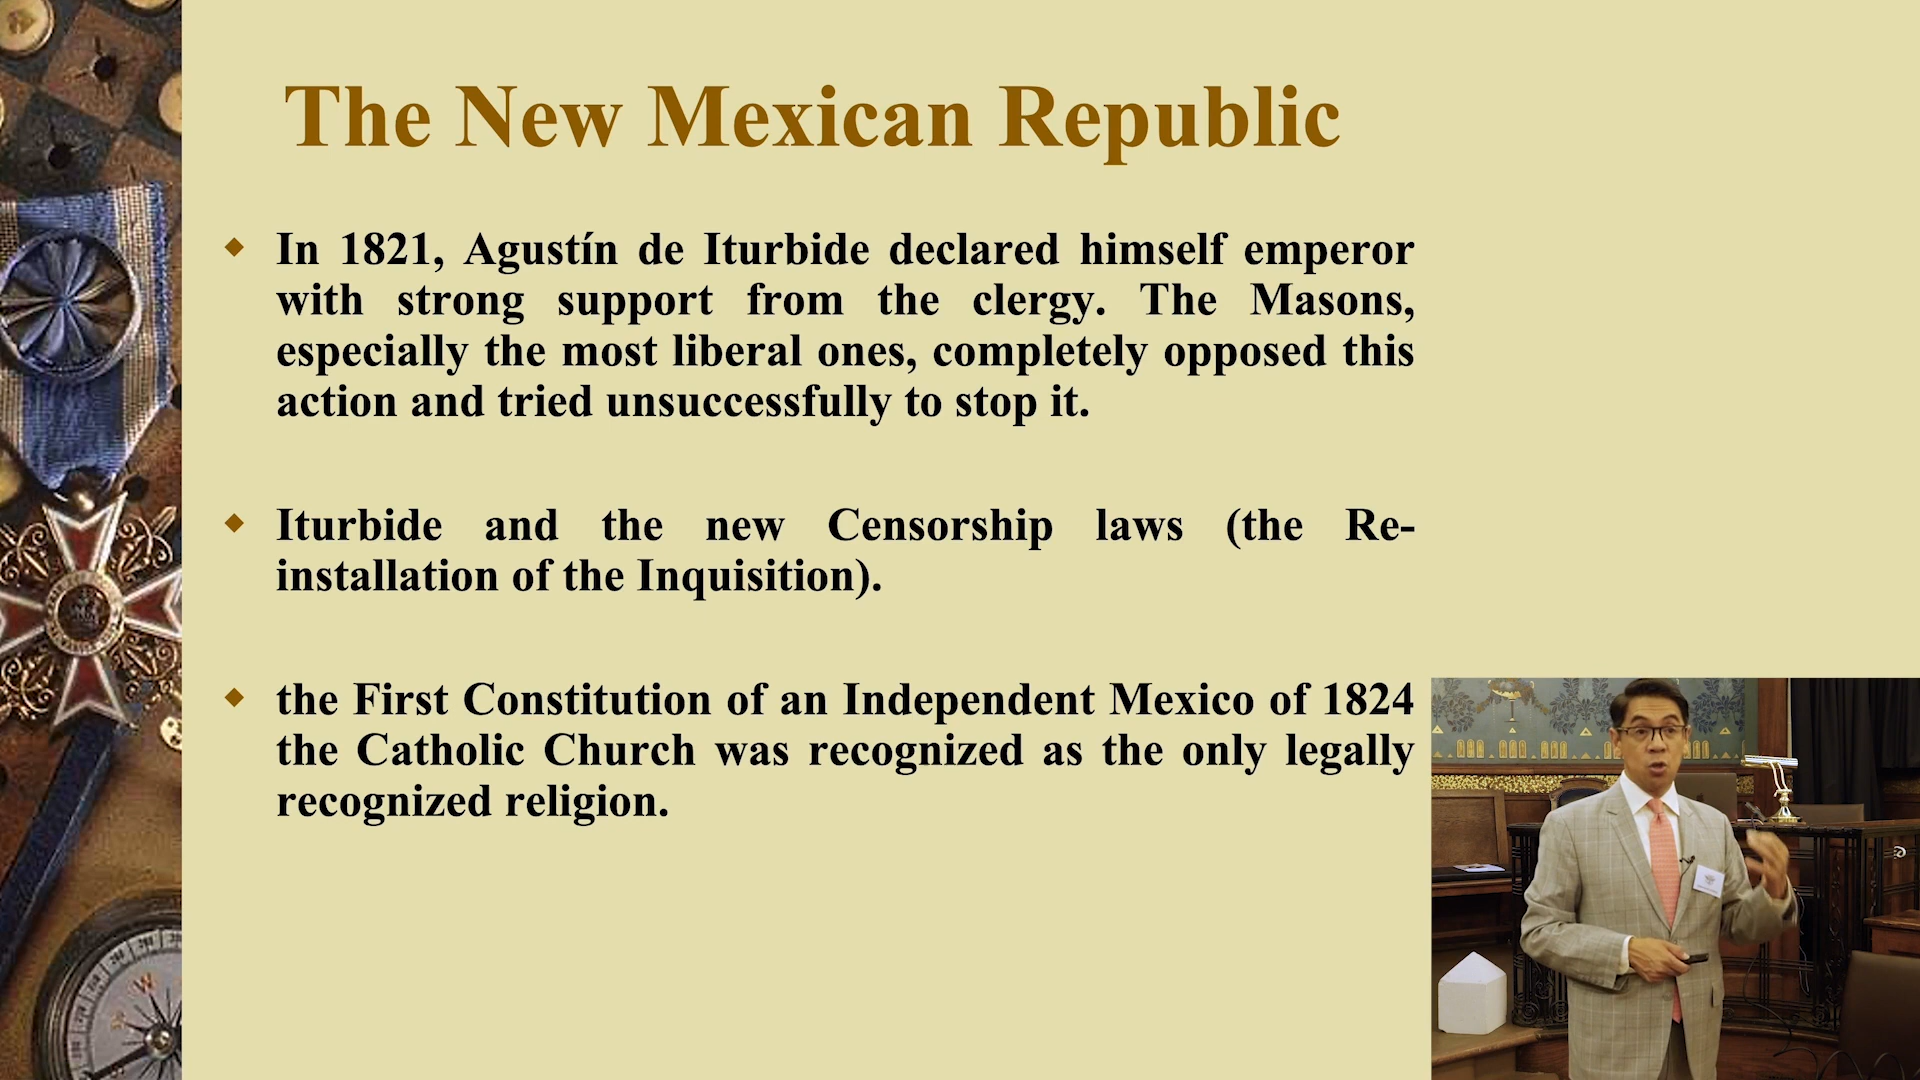 The New Mexican Republic
In 1821, Agustín de Iturbide declared himself emperor
with strong support from the clergy. The Masons,
especially the most liberal ones, completely opposed this
action and tried unsuccessfully to stop it.
Iturbide and the new Censorship laws (the Re-
installation of the Inquisition).
the First Constitution of an Independent Mexico of 1824
the Catholic Church was recognized as the only legally
recognized religion.
W